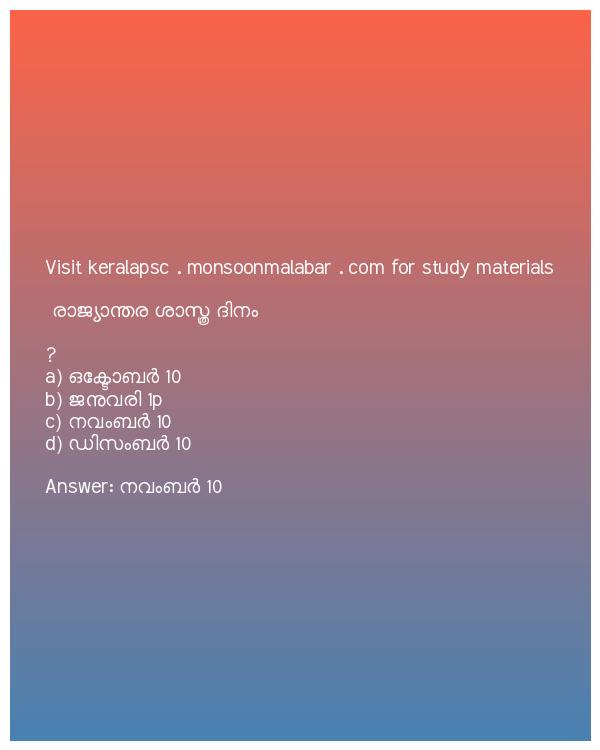 Visit keralapsc . monsoonmalabar . com for study materials
രാജ്യാന്തര ശാസ്ത്ര ദിനം
?
a) ഒക്ടോബർ 10
b) ജനുവരി 1p
c) നവംബർ 10
d) ഡിസംബർ 10
Answer: നവംബർ 10